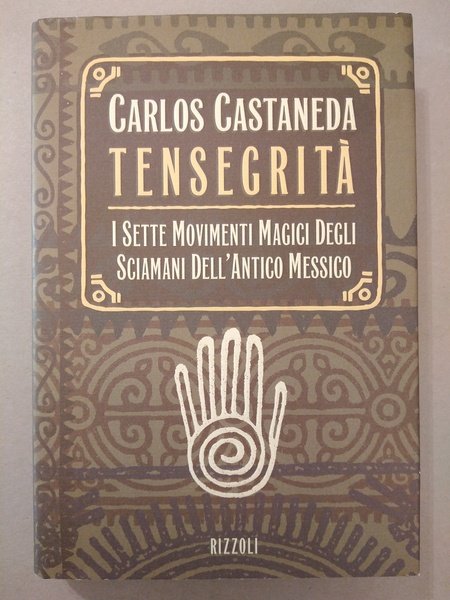 CARLOS CASTANEDA
TENSEGRITÀ
I SETTE MOVIMENTI MAGICI DEGLI
SCIAMANI DELL'ANTICO MESSICO
RIZZOLI